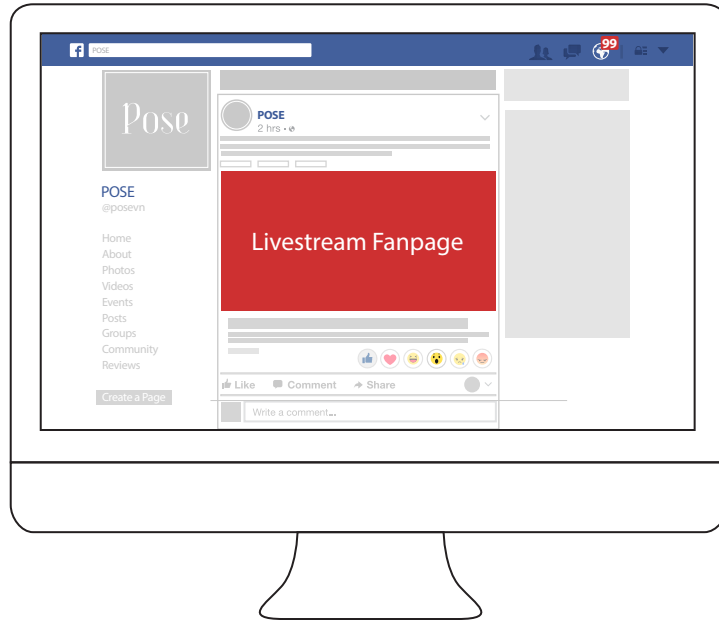 f POSE
99
Pose
POSE
@posevn
Home
About
Photos
Videos
Events
Posts
Groups
Community
Reviews
Create a Page
POSE
2 hrs •
Livestream Fanpage
Like Comment Share
Write a comment...